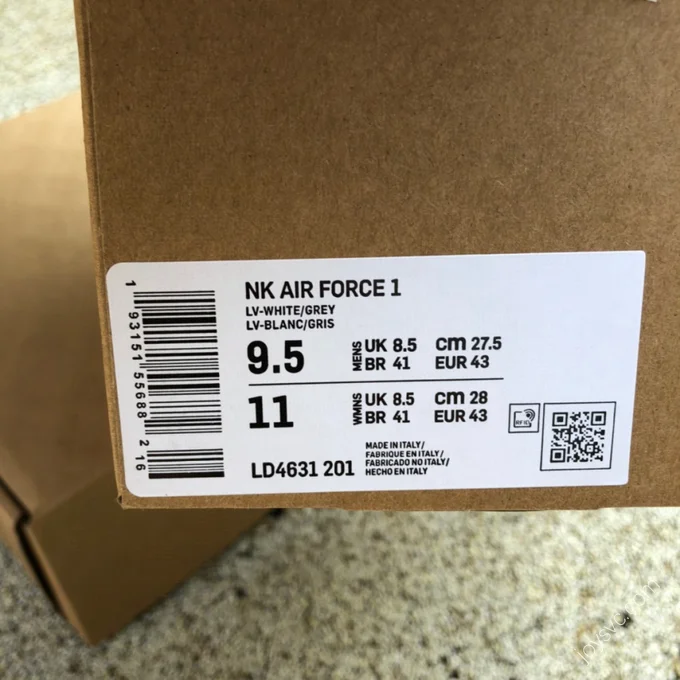 NK AIR FORCE 1
LV-WHITE/GREY
LV-BLANC/GRIS
9.5 MENS UK 8.5 cm 27.5
BR 41 EUR 43
11 WMNS UK 8.5 cm 28
BR 41 EUR 43
LD4631 201
MADE IN ITALY/
FABRIQUE EN ITALY/
FABRICADO NO ITALY/
HECHO EN ITALY
RFID
1 93151 55688 2 16